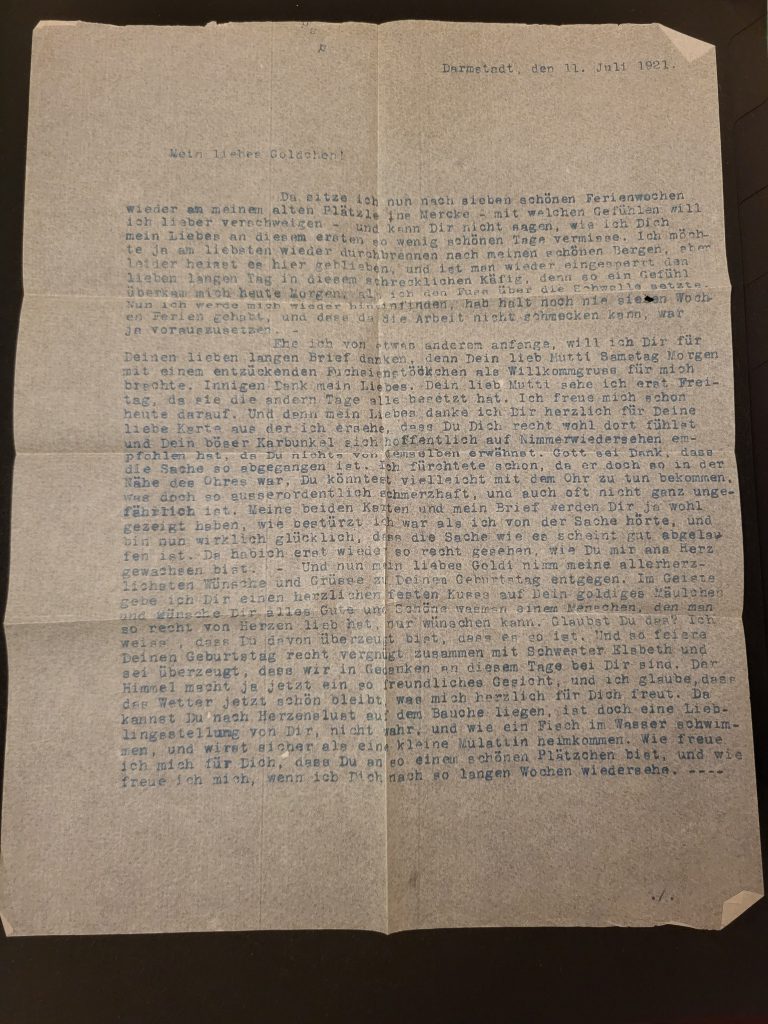 Darmstadt, den 11. Juli 1921.
Mein liebes Goldchen!
Da sitze ich nun nach sieben schönen Ferienwochen
wieder am meinem alten Plätzle ine Mercke - mit welchen Gefühlen will
ich lieber verschweigen - und kann Dir nicht sagen, wie ich Dich
mein Liebes an diesem ersten so wenig schönen Tage vermisse. Ich möch-
te ja am liebsten wieder durchbrennen nach meinen schönen Bergen, aber
leider heisst es hier geblieben, und ist man wieder eingesperrt den
lieben langen Tag in diesem schrecklichen Käfig, denn so ein Gefühl
überkam mich heute Morgen, als ich den Fuss über die Schwelle setzte.
Nun ich werde mich wieder hineinfinden, hab halt noch nie sieben Woch-
en Ferien gehabt, und dass da die Arbeit nicht schmecken kann, war
ja vorauszusetzen. -
Ehe ich von etwas anderem anfange, will ich Dir für
Deinen lieben langen Brief danken, denn Dein lieb Mutti Samstag Morgen
mit einem entzückenden Fuchsienstöckchen als Willkommgruss für mich
brachte. Innigen Dank mein Liebes. Dein lieb Mutti sehe ich erst Frei-
tag, da sie die andern Tage alle besetzt hat. Ich freue mich schon
heute darauf. Und dann mein Liebes danke ich Dir herzlich für Deine
liebe Karte aus der ich ersehe, dass Du Dich recht wohl dort fühlst
und Dein böser Karbunkel sich hoffentlich auf Nimmerwiedersehen em-
pfohlen hat, da Du nichts von demselben erwähnst. Gott sei Dank, dass
die Sache so abgegangen ist. Ich fürchtete schon, da er doch so in der
Nähe des Ohres war, Du könntest vielleicht mit dem Ohr zu tun bekommen,
was doch so ausserordentlich schmerzhaft, und auch oft nicht ganz unge-
fährlich ist. Meine beiden Karten und mein Brief werden Dir ja wohl
gezeigt haben, wie bestürzt ich war als ich von der Sache hörte, und
bin nun wirklich glücklich, dass die Sache wie es scheint gut abgelau
fen ist. Da habich erst wieder so recht gesehen, wie Du mir ans Herz
gewachsen bist. - Und nun mein liebes Goldi nimm meine allerherz-
lichsten Wünsche und Grüsse zu Deinem Geburtstag entgegen. Im Geiste
gebe ich Dir einen herzlichen festen Kuss auf Dein goldiges Mäulchen
und wünsche Dir alles Gute und Schöne wasman einem Menschen, den man
so recht von Herzen lieb hat, nur wünschen kann. Glaubst Du das? Ich
weiss, dass Du davon überzeugt bist, dass es so ist. Und so feiere
Deinen Geburtstag recht vergnügt zusammen mit Schwester Elsbeth und
sei überzeugt, dass wir in Gedanken an diesem Tage bei Dir sind. Der
Himmel macht ja jetzt ein so freundliches Gesicht, und ich glaube,dass
das Wetter jetzt schön bleibt, was mich herzlich für Dich freut. Da
kannst Du nach Herzenslust auf dem Bauche liegen, ist doch eine Lieb-
lingsstellung von Dir, nicht wahr, und wie ein Fisch im Wasser schwim-
men, und wirst sicher als eine kleine Mulattin heimkommen. Wie freue
ich mich für Dich, dass Du an so einem schönen Plätzchen bist, und wie
freue ich mich, wenn ich Dich nach so langen Wochen wiedersehe. ----
./.